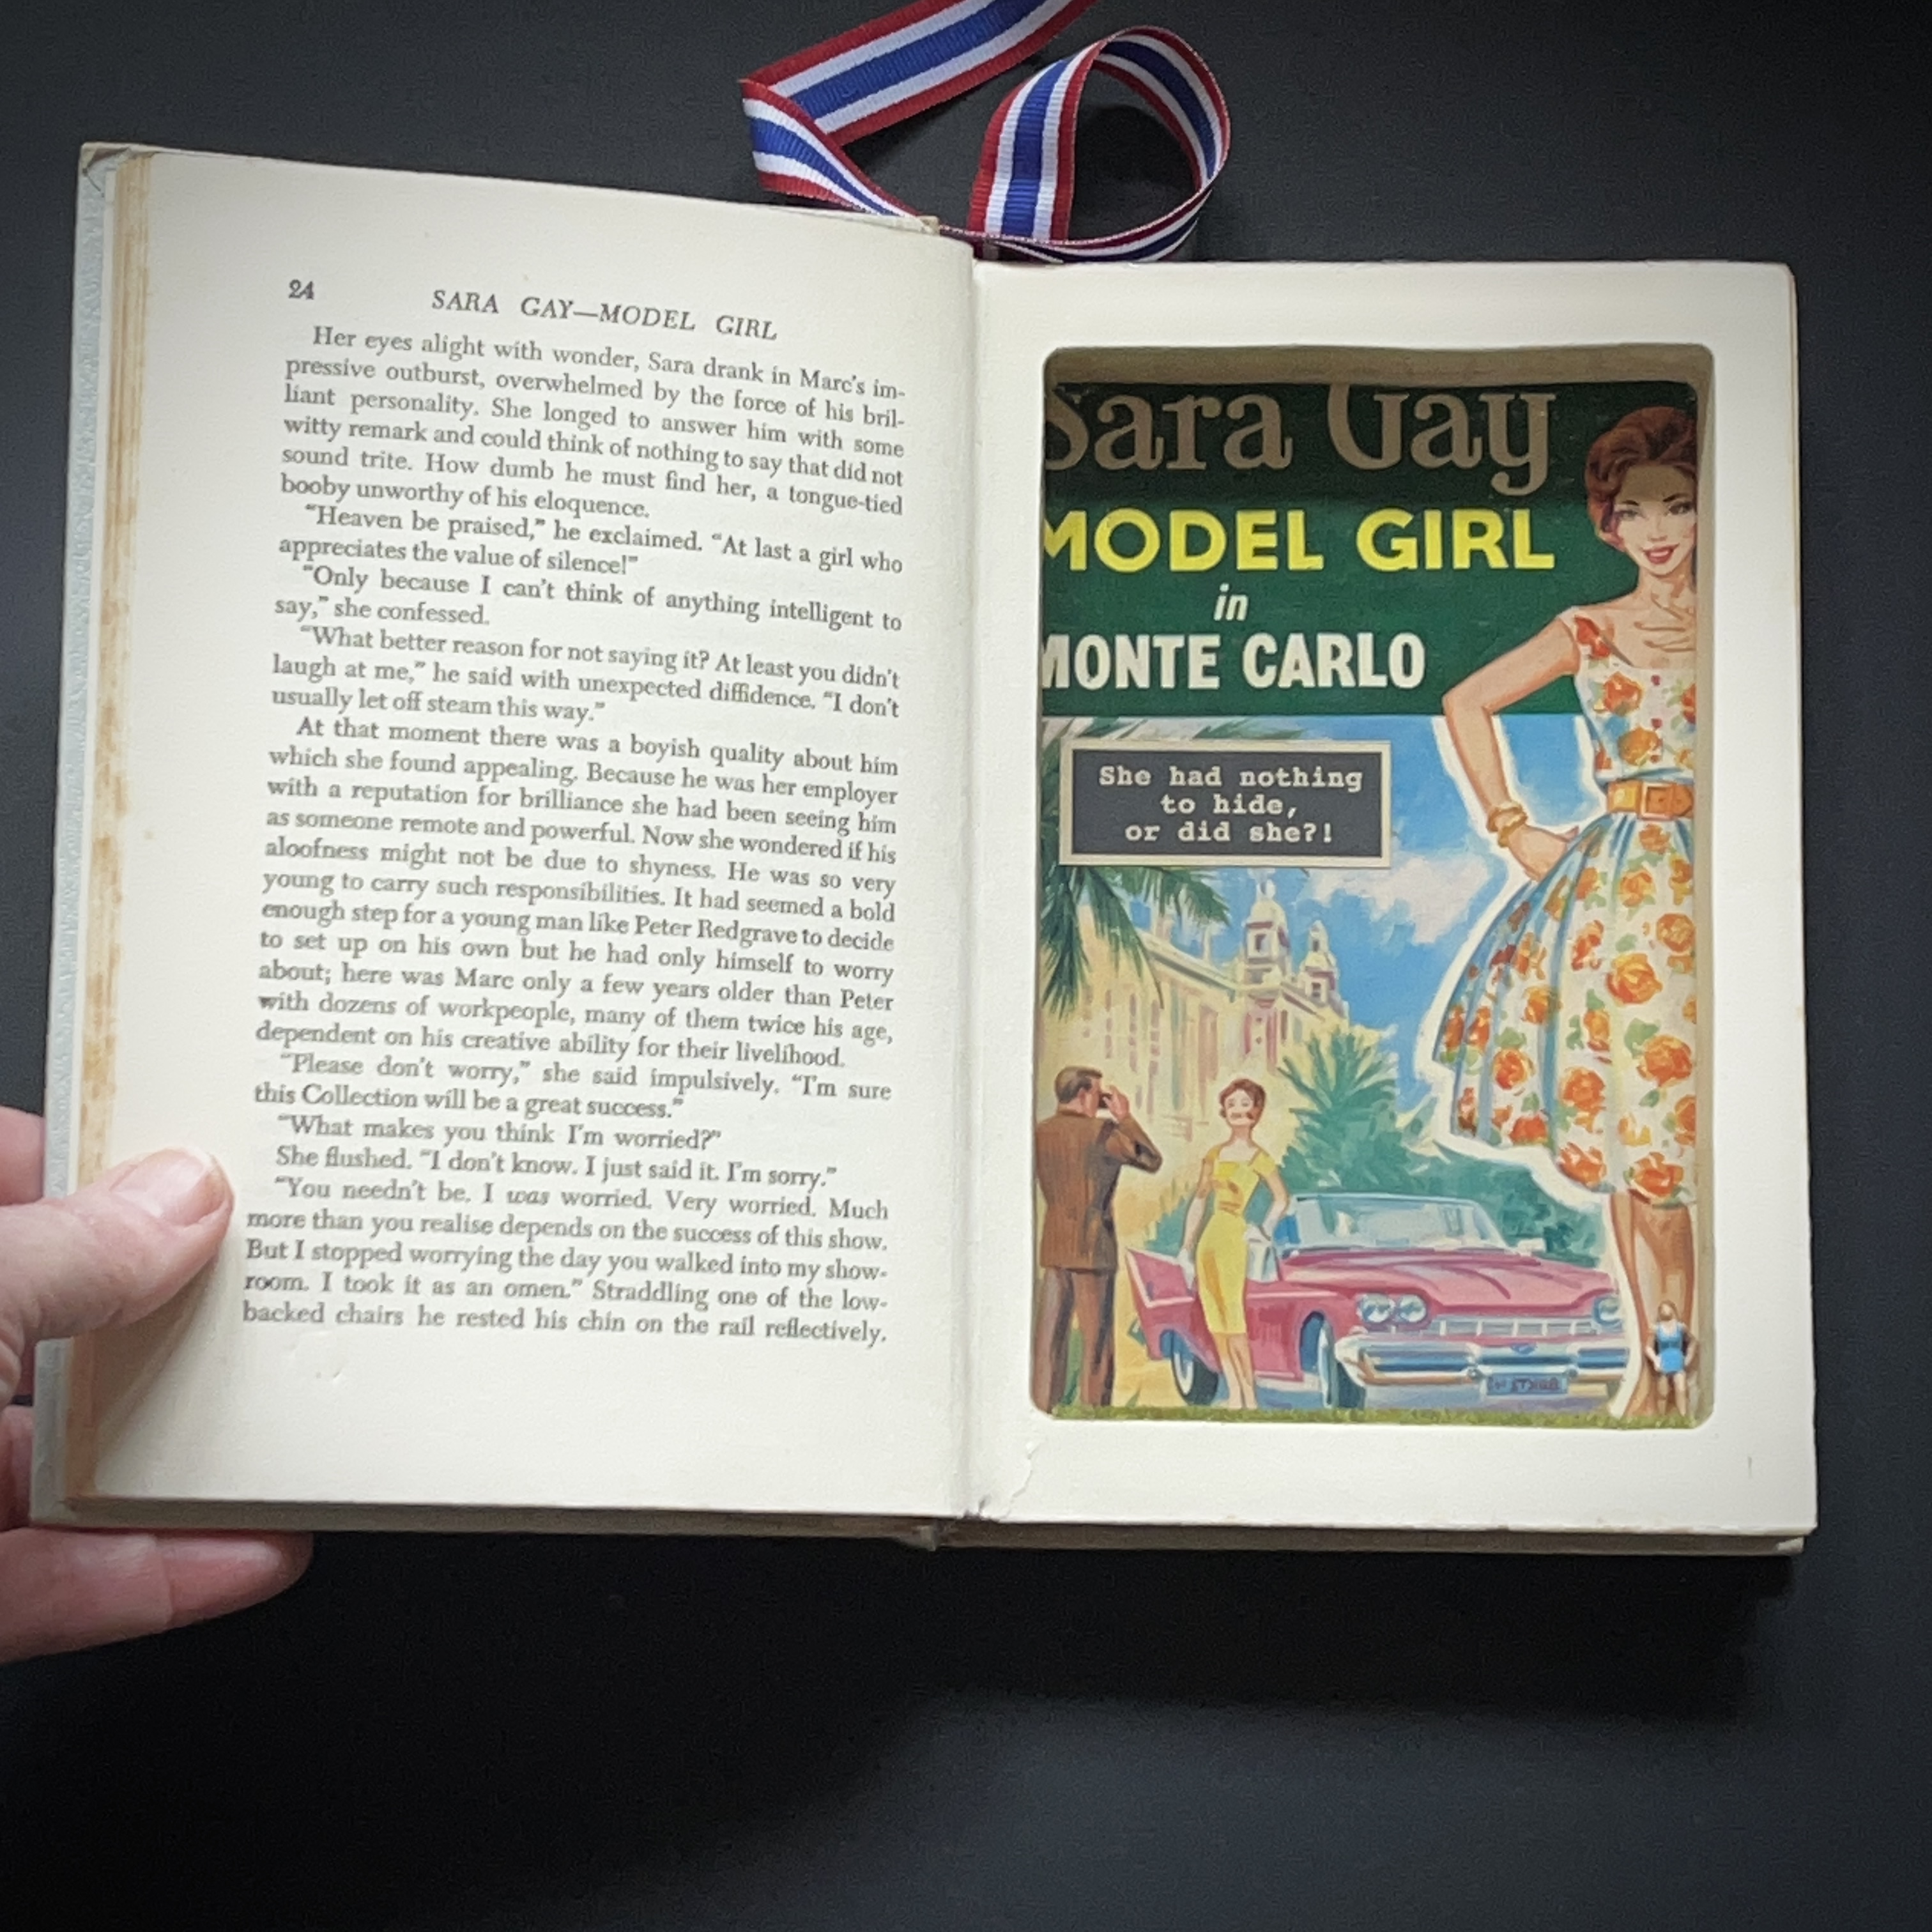 24
SARA GAY—MODEL GIRL
Her eyes alight with wonder, Sara drank in Marc's im-
pressive outburst, overwhelmed by the force of his bril-
liant personality. She longed to answer him with some
witty remark and could think of nothing to say that did not
sound trite. How dumb he must find her, a tongue-tied
booby unworthy of his eloquence.
"Heaven be praised," he exclaimed. "At last a girl who
appreciates the value of silence!"
"Only because I can't think of anything intelligent to
say," she confessed.
"What better reason for not saying it? At least you didn't
laugh at me," he said with unexpected diffidence. "I don't
usually let off steam this way."
At that moment there was a boyish quality about him
which she found appealing. Because he was her employer
with a reputation for brilliance she had been seeing him
as someone remote and powerful. Now she wondered if his
aloofness might not be due to shyness. He was so very
young to carry such responsibilities. It had seemed a bold
enough step for a young man like Peter Redgrave to decide
to set up on his own but he had only himself to worry
about; here was Marc only a few years older than Peter
with dozens of workpeople, many of them twice his age,
dependent on his creative ability for their livelihood.
"Please don't worry," she said impulsively. "I'm sure
this Collection will be a great success."
"What makes you think I'm worried?"
She flushed. "I don't know. I just said it. I'm sorry."
"You needn't be. I was worried. Very worried. Much
more than you realise depends on the success of this show.
But I stopped worrying the day you walked into my show-
room. I took it as an omen." Straddling one of the low-
backed chairs he rested his chin on the rail reflectively.
Sara Gay
MODEL GIRL
in
MONTE CARLO
She had nothing
to hide,
or did she?!